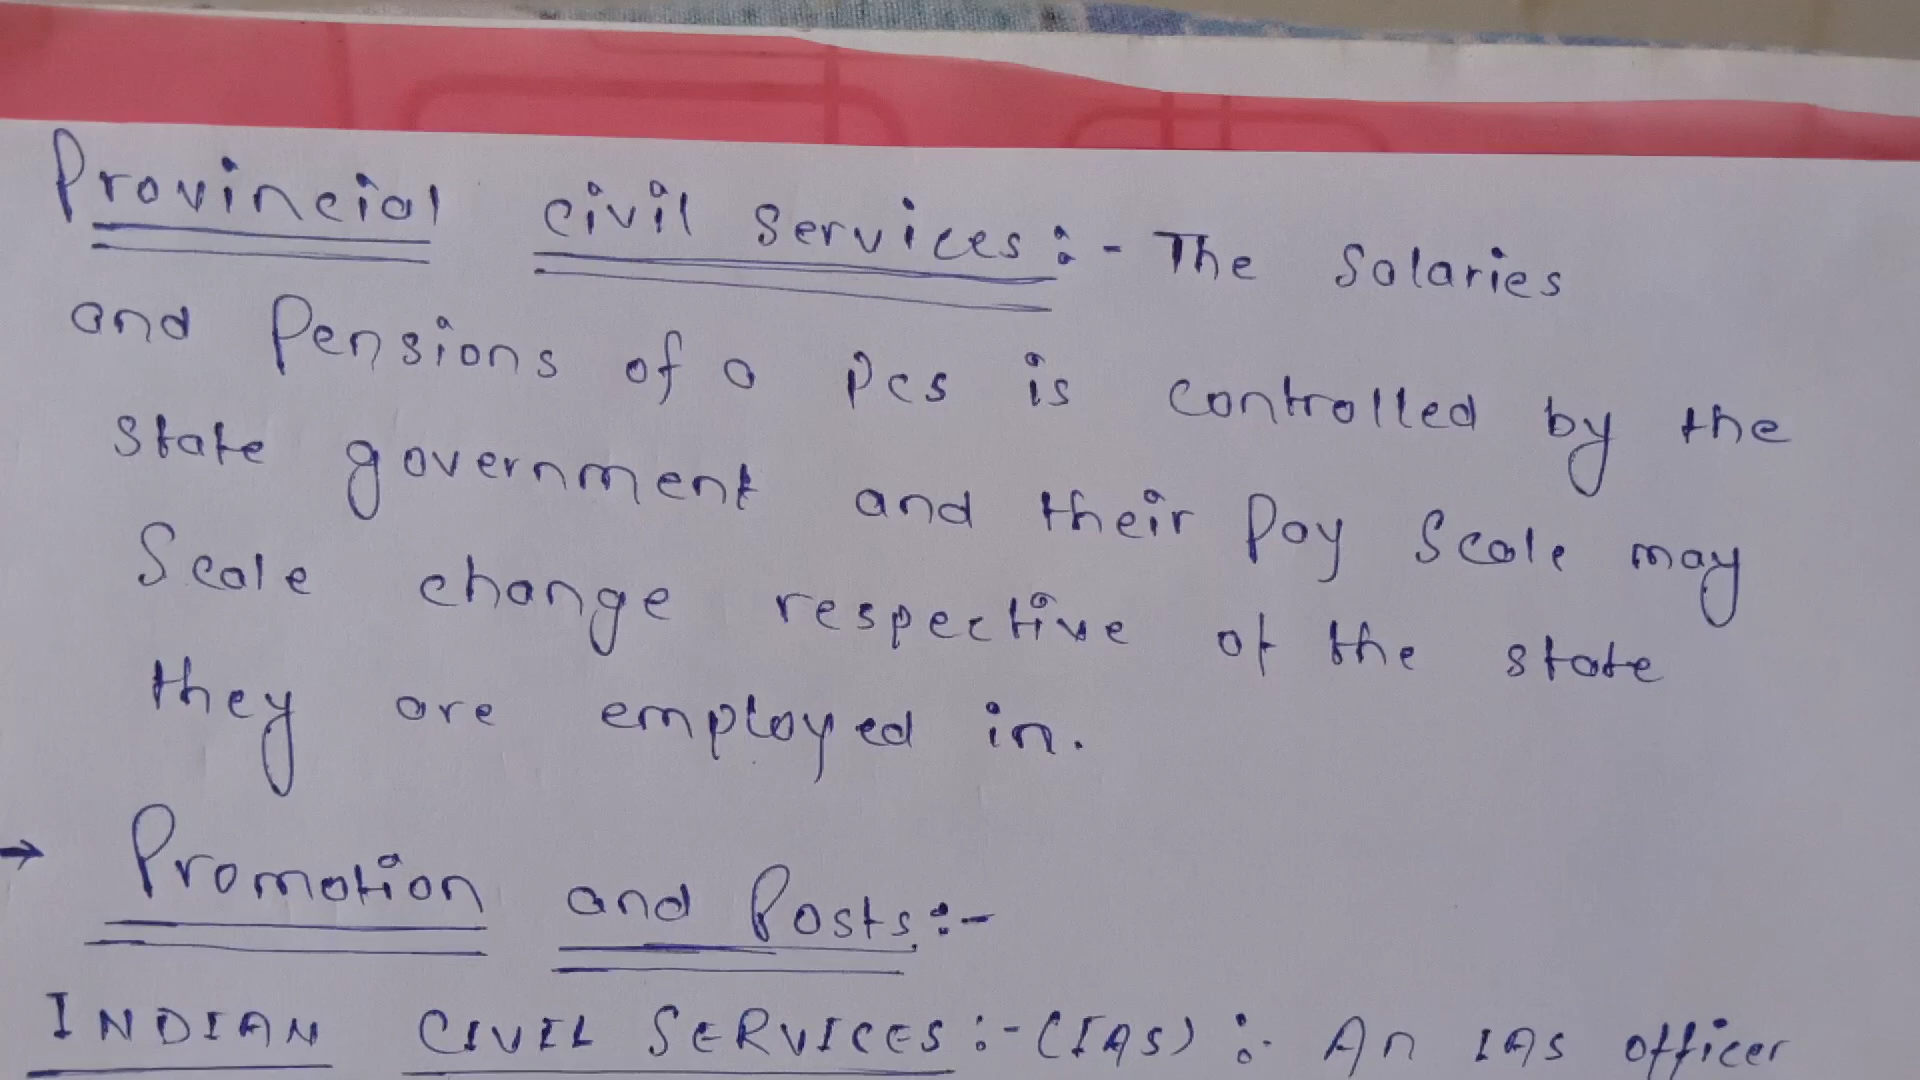 Provincial civil services:- The Salaries
and Pensions of a Pcs is controlled by the
State government and their Pay Scale may
Scale change respective of the state
they are employed in.
→ Promotion and Posts:-
INDIAN CIVIL SERVICES:-(IAS):- An IAS officer